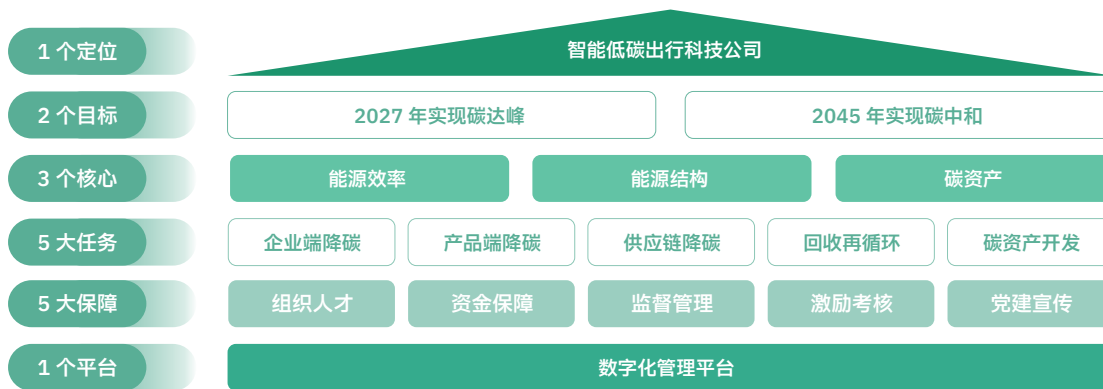 1 个定位
智能低碳出行科技公司
2 个目标
2027 年实现碳达峰
2045 年实现碳中和
3 个核心
能源效率
能源结构
碳资产
5 大任务
企业端降碳
产品端降碳
供应链降碳
回收再循环
碳资产开发
5 大保障
组织人才
资金保障
监督管理
激励考核
党建宣传
1 个平台
数字化管理平台